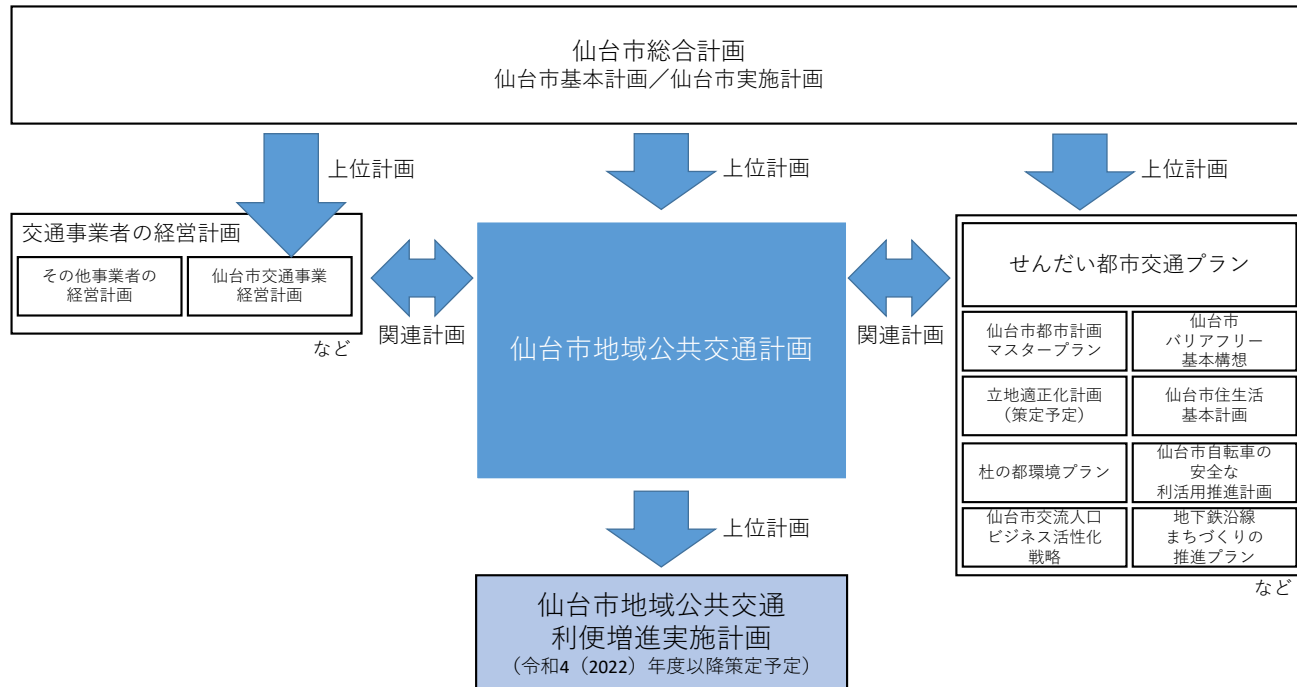 仙台市総合計画
仙台市基本計画／仙台市実施計画
上位計画
上位計画
上位計画
交通事業者の経営計画
その他事業者の
経営計画
仙台市交通事業
経営計画
など
関連計画
仙台市地域公共交通計画
関連計画
せんだい都市交通プラン
仙台市都市計画
マスタープラン
仙台市
バリアフリー
基本構想
立地適正化計画
（策定予定）
仙台市住生活
基本計画
杜の都環境プラン
仙台市自転車の
安全な
利活用推進計画
仙台市交流人口
ビジネス活性化
戦略
地下鉄沿線
まちづくりの
推進プラン
など
上位計画
仙台市地域公共交通
利便増進実施計画
（令和4（2022）年度以降策定予定）